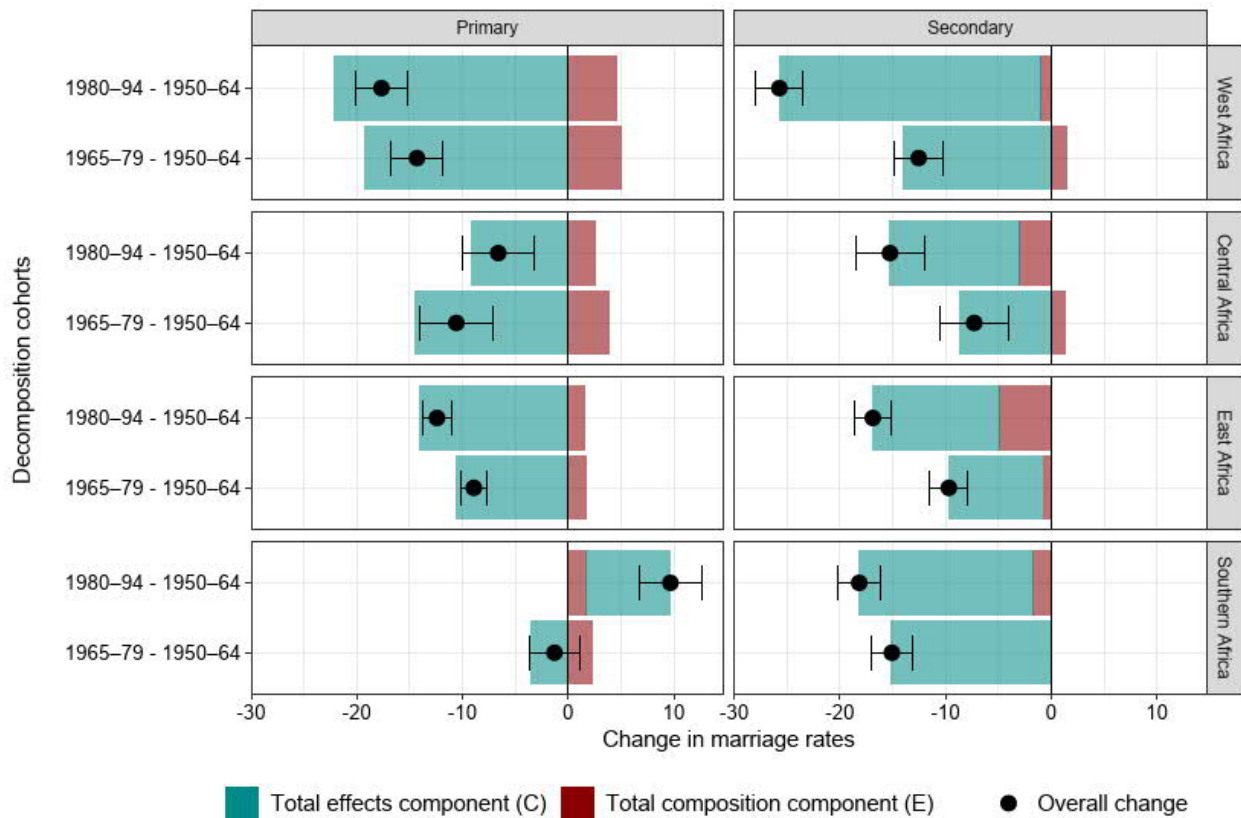 Primary
Secondary
1980–94 - 1950–64
1965–79 - 1950–64
West Africa
1980–94 - 1950–64
1965–79 - 1950–64
Central Africa
1980–94 - 1950–64
1965–79 - 1950–64
East Africa
1980–94 - 1950–64
1965–79 - 1950–64
Southern Africa
Decomposition cohorts
-30 -20 -10 0 10
-30 -20 -10 0 10
Change in marriage rates
Total effects component (C) Total composition component (E) Overall change